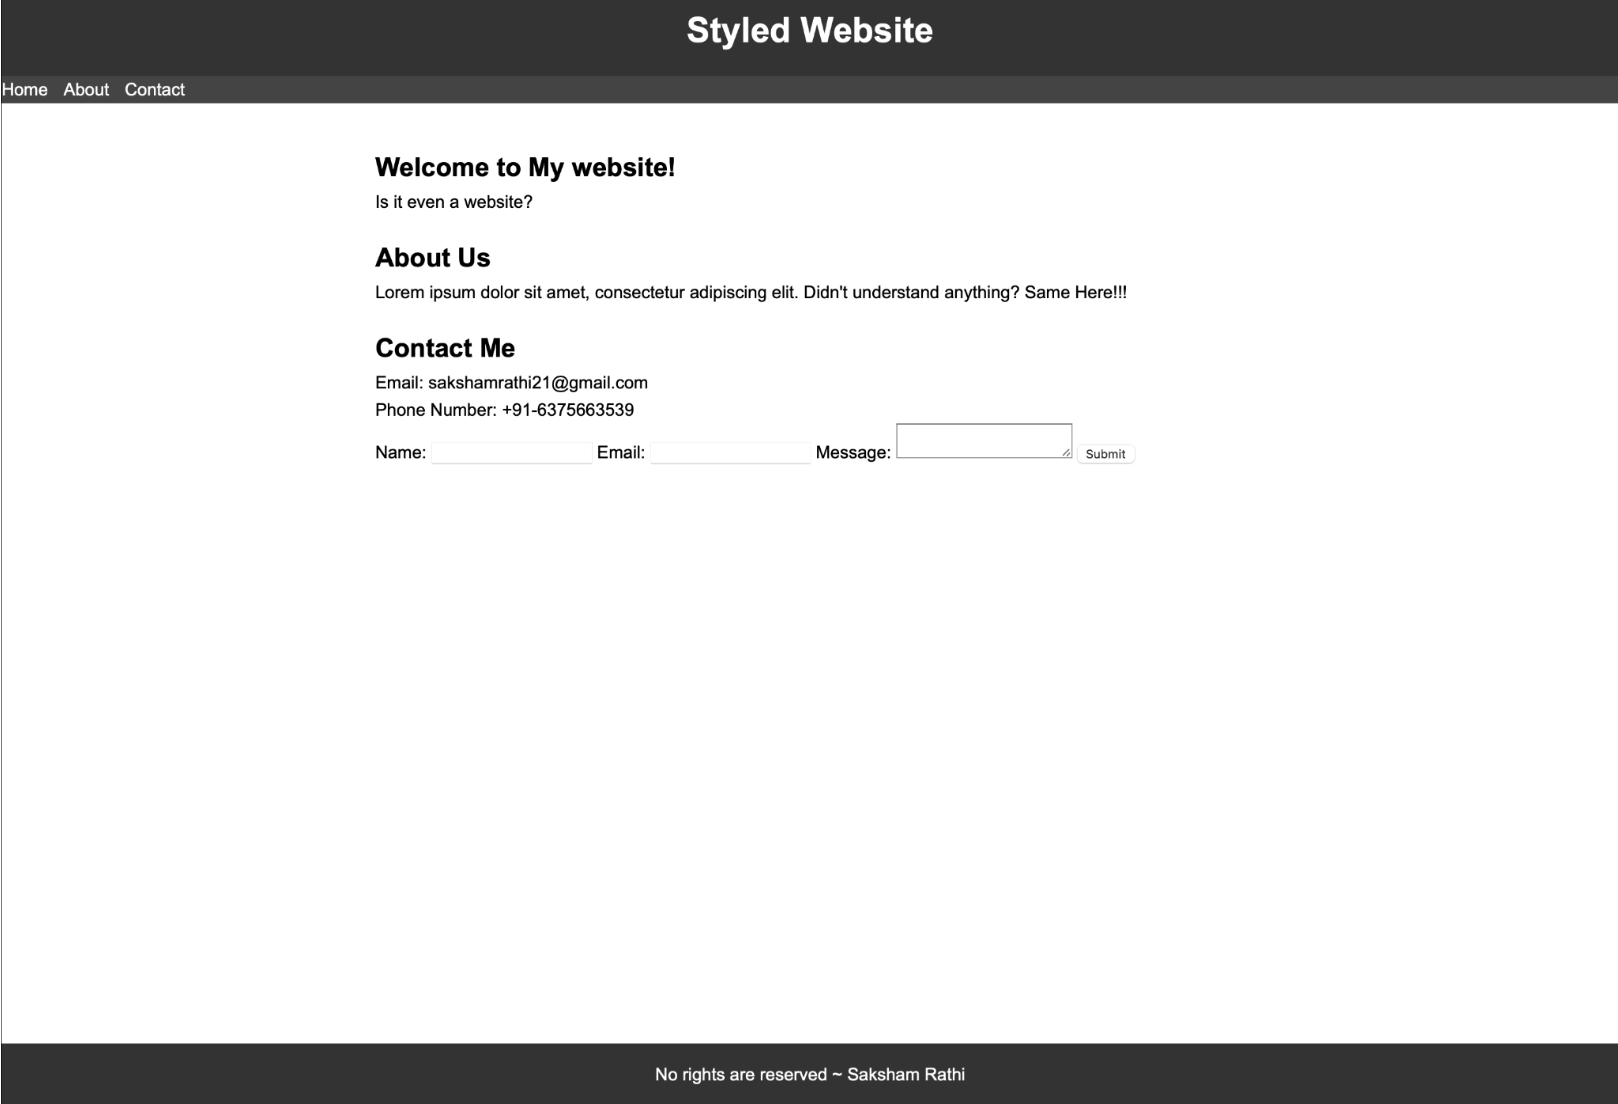 Styled Website
Home About Contact
Welcome to My website!
Is it even a website?
About Us
Lorem ipsum dolor sit amet, consectetur adipiscing elit. Didn't understand anything? Same Here!!!
Contact Me
Email: sakshamrathi21@gmail.com
Phone Number: +91-6375663539
Name: Email: Message: Submit
No rights are reserved ~ Saksham Rathi